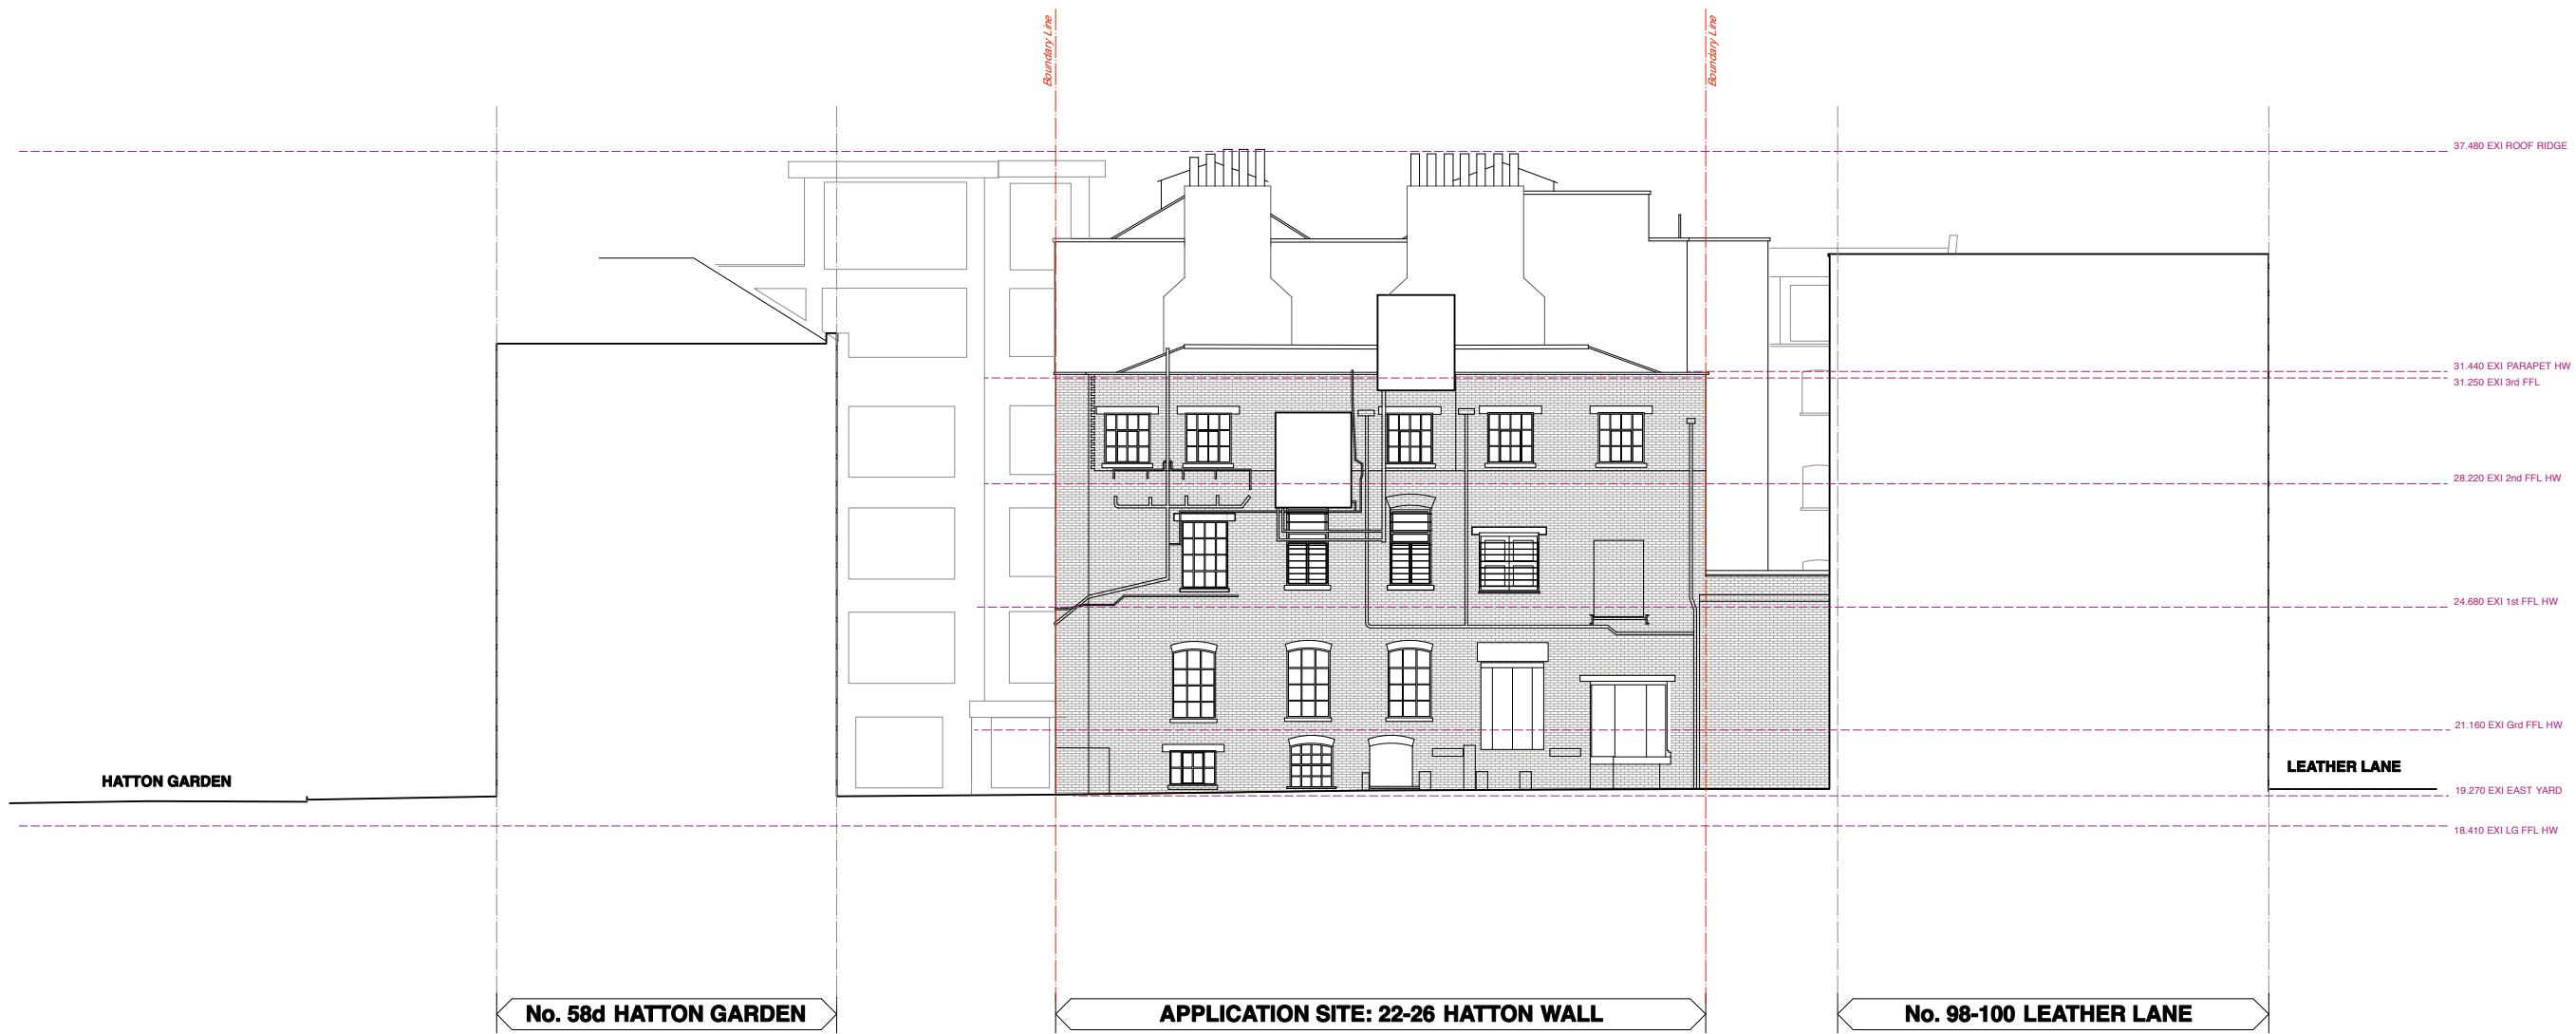 Boundary Line
Boundary Line
37.480 EXI ROOF RIDGE
31.440 EXI PARAPET HW
31.250 EXI 3rd FFL
28.220 EXI 2nd FFL HW
24.680 EXI 1st FFL HW
21.160 EXI Grd FFL HW
HATTON GARDEN
LEATHER LANE
19.270 EXI EAST YARD
18.410 EXI LG FFL HW
No. 58d HATTON GARDEN
APPLICATION SITE: 22-26 HATTON WALL
No. 98-100 LEATHER LANE